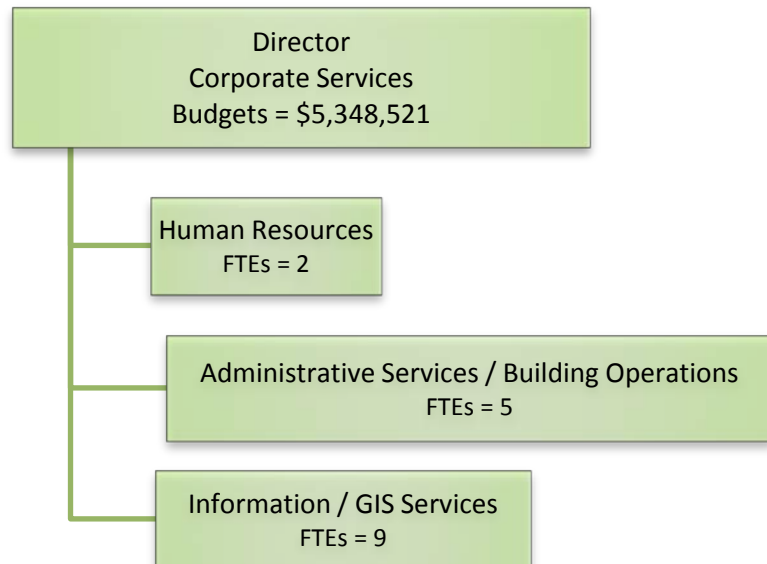 Director
Corporate Services
Budgets = $5,348,521
Human Resources
FTEs = 2
Administrative Services / Building Operations
FTEs = 5
Information / GIS Services
FTEs = 9